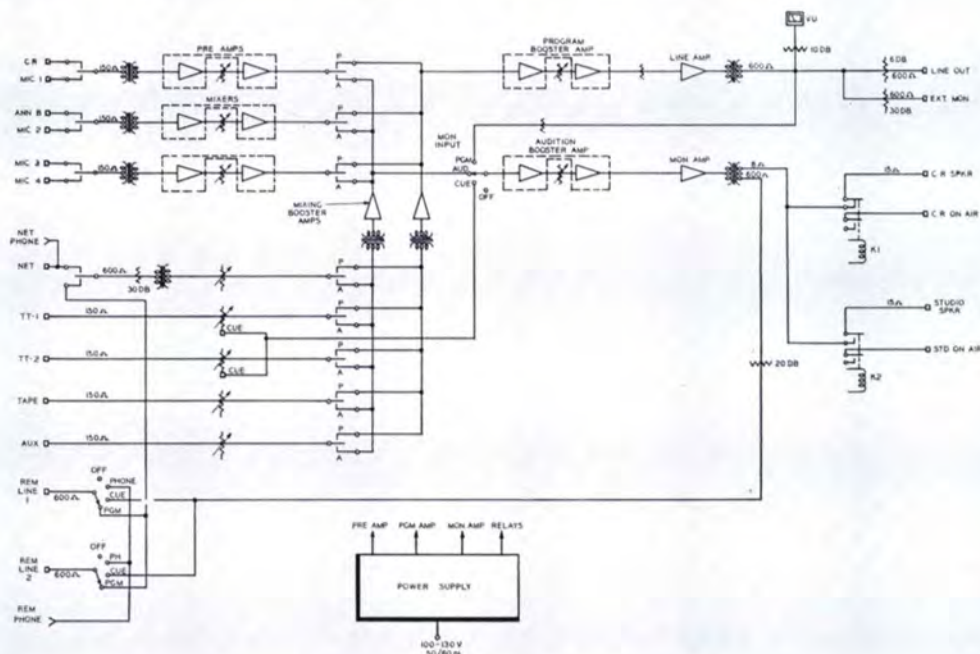 VU
10 DB
C R
MIC 1
150Ω
PRE AMPS
P
A
PROGRAM
BOOSTER AMP
LINE AMP.
600Ω
6 DB
600Ω
LINE OUT
600Ω
30DB
EXT. MON
ANN B
MIC 2
150Ω
MIXERS
P
A
MIC 3
MIC 4
150Ω
P
A
MON
INPUT
PGM
AUD
CUE
OFF
AUDITION
BOOSTER AMP
MON AMP
8Ω
600Ω
15Ω
C R SPKR
C R ON AIR
K1
MIXING
BOOSTER
AMPS
NET
PHONE
NET
600Ω
30DB
P
A
TT-1
150Ω
CUE
P
A
TT-2
150Ω
CUE
P
A
TAPE
150Ω
P
A
AUX
150Ω
P
A
15Ω
STUDIO
SPKR
STD ON AIR
K2
20 DB
REM
LINE
1
600Ω
OFF
PHONE
CUE
PGM
REM
LINE
2
600Ω
OFF
PH
CUE
PGM
REM
PHONE
PRE AMP
PGM AMP
MON AMP
RELAYS
POWER SUPPLY
100-130 V